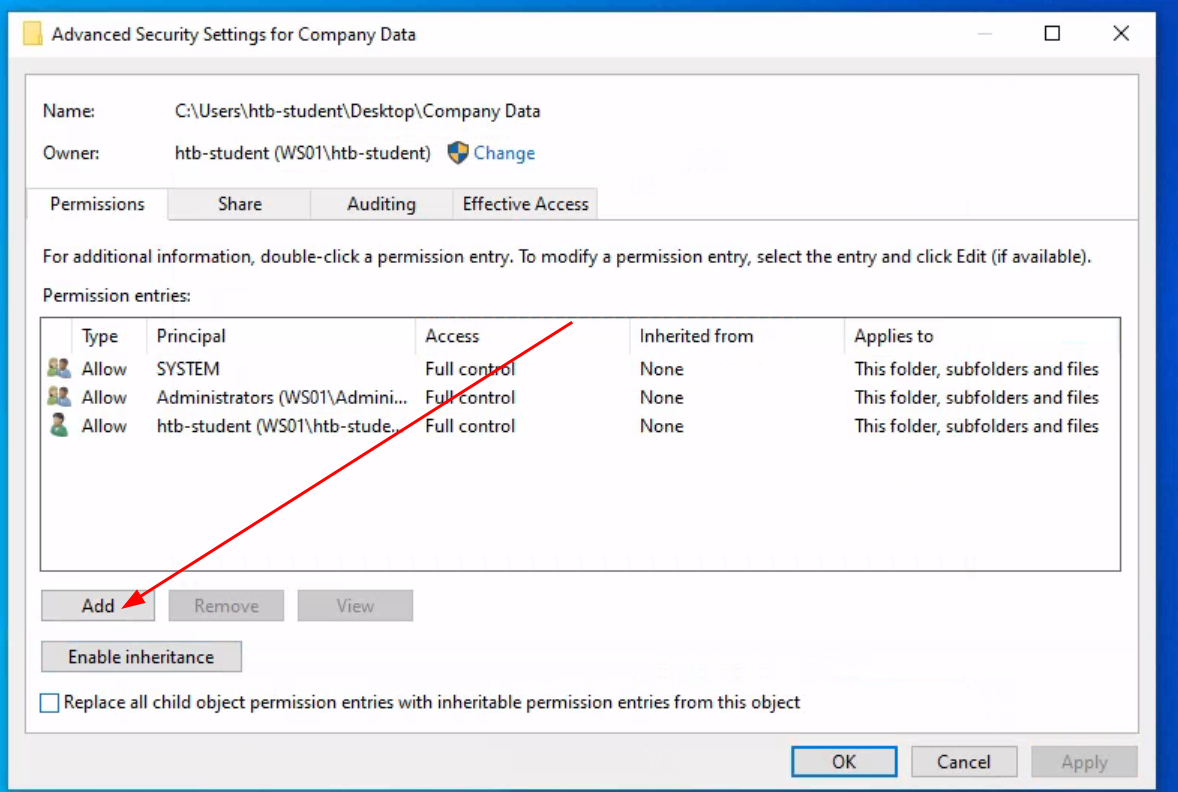 Advanced Security Settings for Company Data
Name: C:\Users\htb-student\Desktop\Company Data
Owner: htb-student (WS01\htb-student) Change
Permissions Share Auditing Effective Access
For additional information, double-click a permission entry. To modify a permission entry, select the entry and click Edit (if available).
Permission entries:
Type Principal Access Inherited from Applies to
Allow SYSTEM Full control None This folder, subfolders and files
Allow Administrators (WS01\Admini... Full control None This folder, subfolders and files
Allow htb-student (WS01\htb-stude... Full control None This folder, subfolders and files
Add Remove View
Enable inheritance
Replace all child object permission entries with inheritable permission entries from this object
OK Cancel Apply